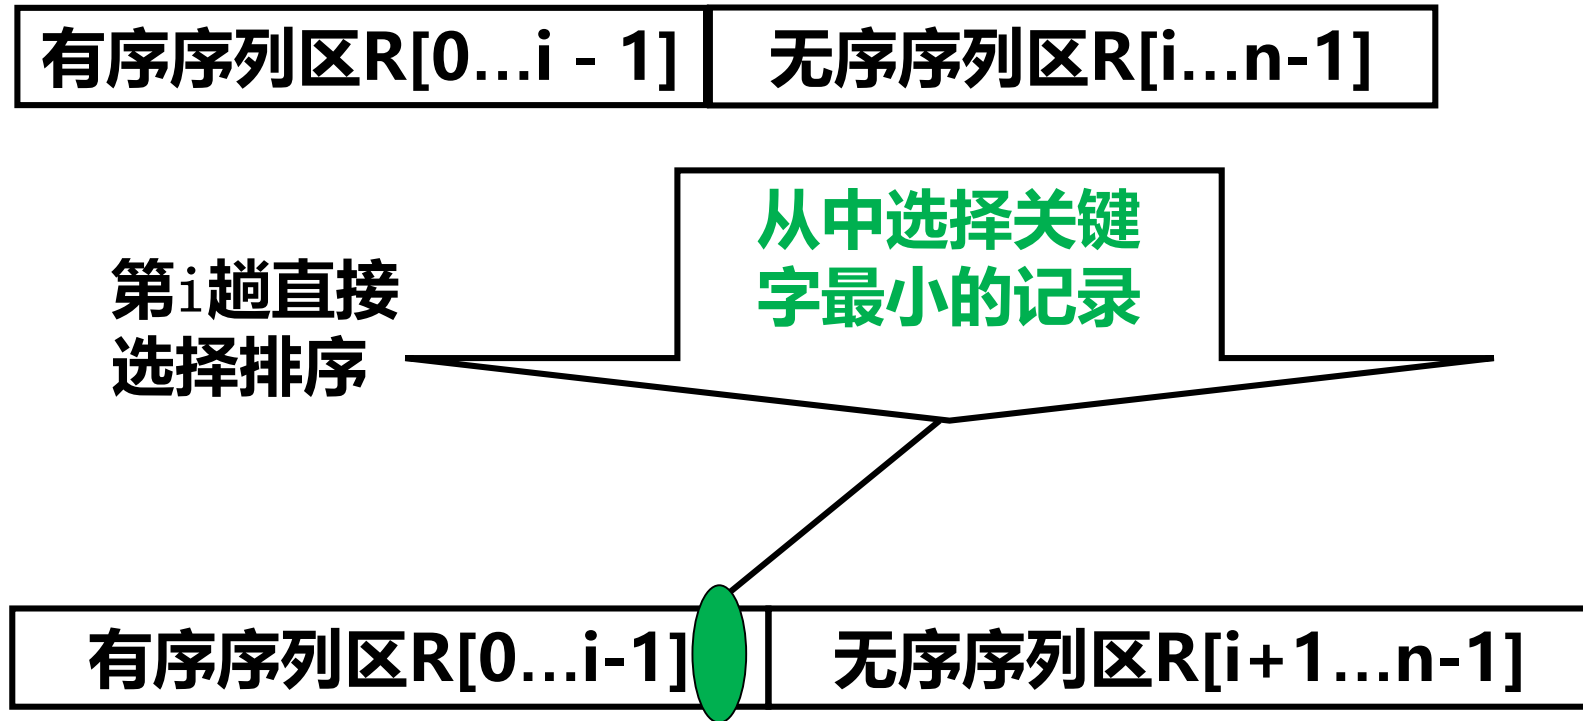 有序序列区R[0…i - 1]
无序序列区R[i…n-1]
从中选择关键
字最小的记录
第i趟直接
选择排序
有序序列区R[0…i-1]
无序序列区R[i+1…n-1]